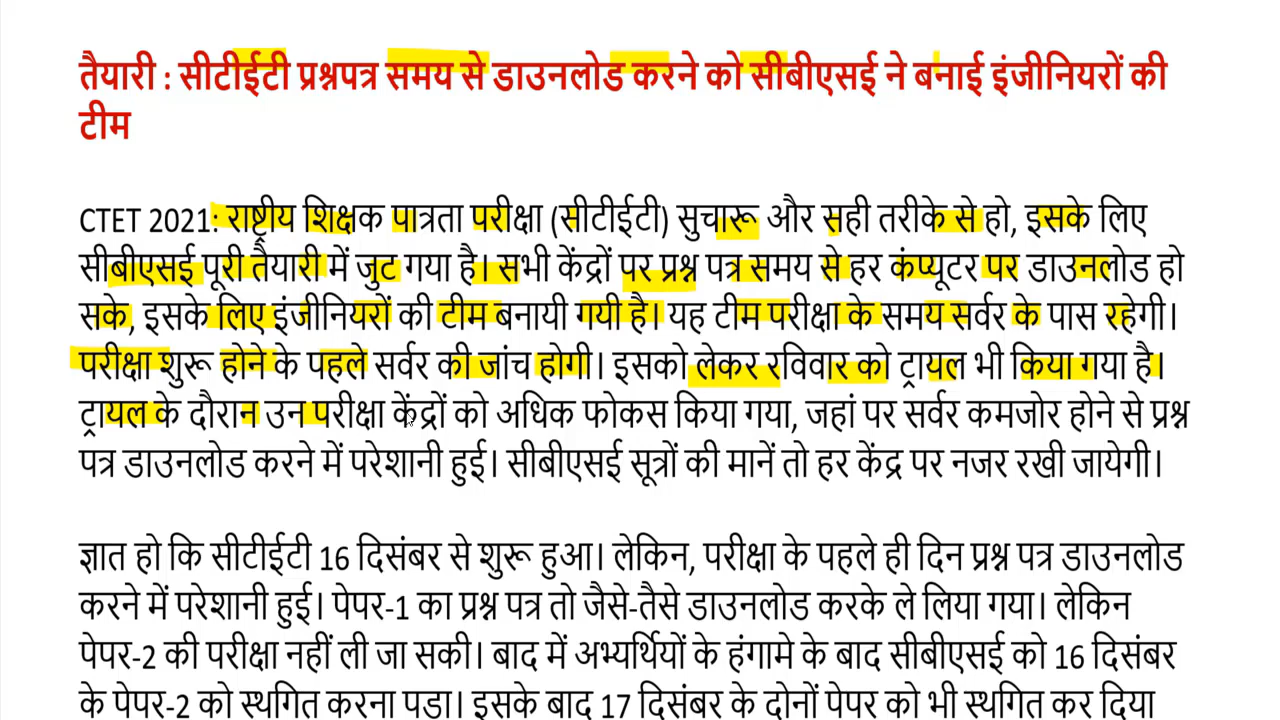 तैयारी : सीटीईटी प्रश्नपत्र समय से डाउनलोड करने को सीबीएसई ने बनाई इंजीनियरों की
टीम
CTET 2021: राष्ट्रीय शिक्षक पात्रता परीक्षा (सीटीईटी) सुचारू और सही तरीके से हो, इसके लिए
सीबीएसई पूरी तैयारी में जुट गया है। सभी केंद्रों पर प्रश्न पत्र समय से हर कंप्यूटर पर डाउनलोड हो
सके, इसके लिए इंजीनियरों की टीम बनायी गयी है। यह टीम परीक्षा के समय सर्वर के पास रहेगी।
परीक्षा शुरू होने के पहले सर्वर की जांच होगी। इसको लेकर रविवार को ट्रायल भी किया गया है।
ट्रायल के दौरान उन परीक्षा केंद्रों को अधिक फोकस किया गया, जहां पर सर्वर कमजोर होने से प्रश्न
पत्र डाउनलोड करने में परेशानी हुई। सीबीएसई सूत्रों की मानें तो हर केंद्र पर नजर रखी जायेगी।
ज्ञात हो कि सीटीईटी 16 दिसंबर से शुरू हुआ। लेकिन, परीक्षा के पहले ही दिन प्रश्न पत्र डाउनलोड
करने में परेशानी हुई। पेपर-1 का प्रश्न पत्र तो जैसे-तैसे डाउनलोड करके ले लिया गया। लेकिन
पेपर-2 की परीक्षा नहीं ली जा सकी। बाद में अभ्यर्थियों के हंगामे के बाद सीबीएसई को 16 दिसंबर
के पेपर-2 को स्थगित करना पड़ा। इसके बाद 17 दिसंबर के दोनों पेपर को भी स्थगित कर दिया